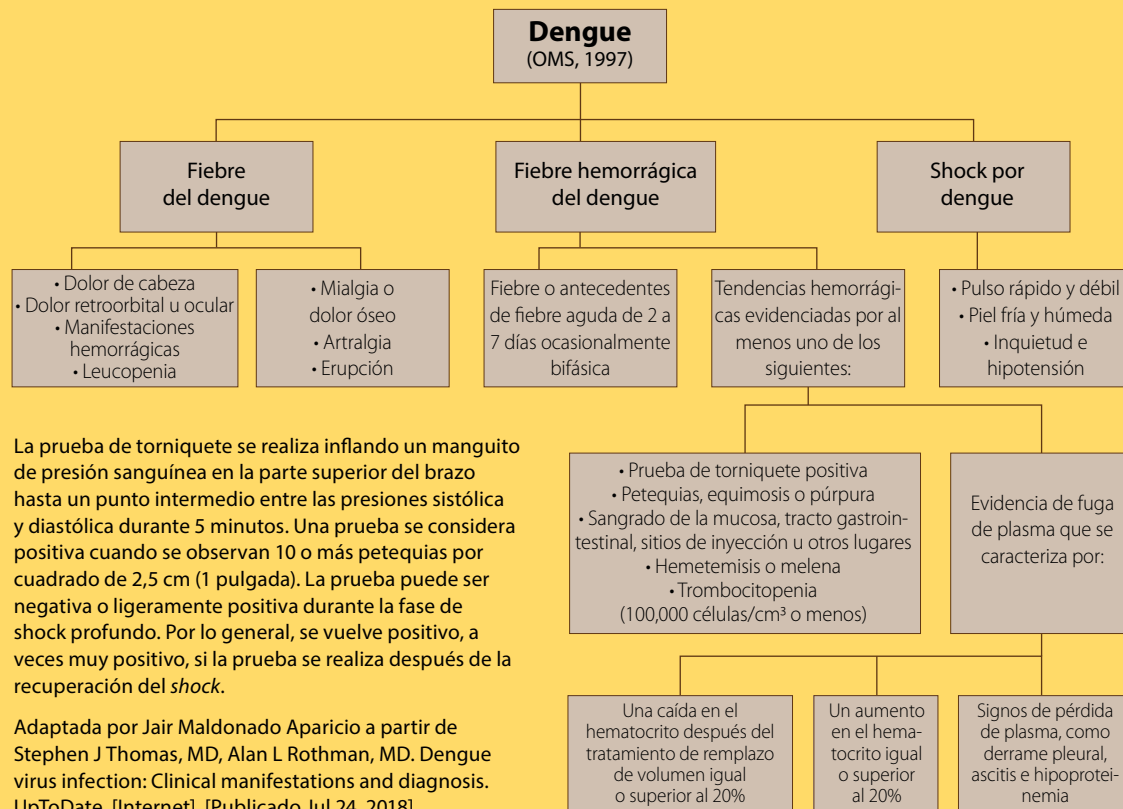 Dengue
(OMS, 1997)
Fiebre
del dengue
Fiebre hemorrágica
del dengue
Shock por
dengue
• Dolor de cabeza
• Dolor retroorbital u ocular
• Manifestaciones
hemorrágicas
• Leucopenia
• Mialgia o
dolor óseo
• Artralgia
• Erupción
Fiebre o antecedentes
de fiebre aguda de 2 a
7 días ocasionalmente
bifásica
Tendencias hemorrági-
cas evidenciadas por al
menos uno de los
siguientes:
• Pulso rápido y débil
• Piel fría y húmeda
• Inquietud e
hipotensión
La prueba de torniquete se realiza inflando un manguito
de presión sanguínea en la parte superior del brazo
hasta un punto intermedio entre las presiones sistólica
y diastólica durante 5 minutos. Una prueba se considera
positiva cuando se observan 10 o más petequias por
cuadrado de 2,5 cm (1 pulgada). La prueba puede ser
negativa o ligeramente positiva durante la fase de
shock profundo. Por lo general, se vuelve positivo, a
veces muy positivo, si la prueba se realiza después de la
recuperación del shock.
Adaptada por Jair Maldonado Aparicio a partir de
Stephen J Thomas, MD, Alan L Rothman, MD. Dengue
virus infection: Clinical manifestations and diagnosis.
UpToDate. [Internet]. [Publicado Jul 24, 2018]
• Prueba de torniquete positiva
• Petequias, equimosis o púrpura
• Sangrado de la mucosa, tracto gastroin-
testinal, sitios de inyección u otros lugares
• Hemetemisis o melena
• Trombocitopenia
(100,000 células/cm³ o menos)
Evidencia de fuga
de plasma que se
caracteriza por:
Una caída en el
hematocrito después del
tratamiento de remplazo
de volumen igual
o superior al 20%
Un aumento
en el hema-
tocrito igual
o superior
al 20%
Signos de pérdida
de plasma, como
derrame pleural,
ascitis e hipoprotei-
nemia